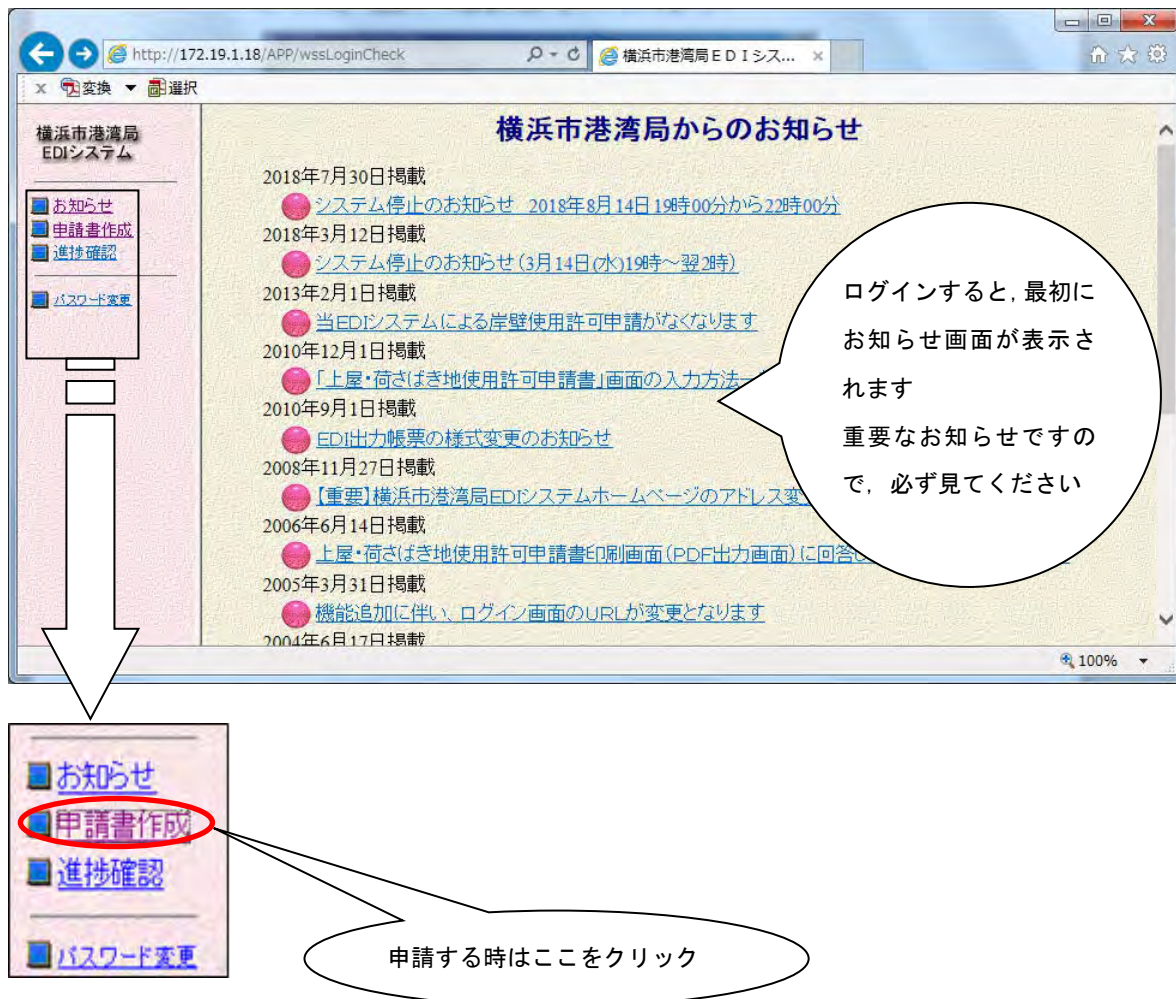 http://172.19.1.18/APP/wssLoginCheck
横浜市港湾局ＥＤＩシス...
x 変換 ▼ 選択
横浜市港湾局
EDIシステム
お知らせ
申請書作成
進捗確認
パスワード変更
横浜市港湾局からのお知らせ
2018年7月30日掲載
システム停止のお知らせ 2018年8月14日19時00分から22時00分
2018年3月12日掲載
システム停止のお知らせ(3月14日(水)19時～翌2時)
2013年2月1日掲載
当EDIシステムによる岸壁使用許可申請がなくなります
2010年12月1日掲載
「上屋・荷さばき地使用許可申請書」画面の入力方法
2010年9月1日掲載
EDI出力帳票の様式変更のお知らせ
2008年11月27日掲載
【重要】横浜市港湾局EDIシステムホームページのアドレス変
2006年6月14日掲載
上屋・荷さばき地使用許可申請書印刷画面(PDF出力画面)に回答
2005年3月31日掲載
機能追加に伴い、ログイン画面のURLが変更となります
2004年6月17日掲載
ログインすると，最初に
お知らせ画面が表示さ
れます
重要なお知らせですの
で，必ず見てください
100%
お知らせ
申請書作成
進捗確認
パスワード変更
申請する時はここをクリック